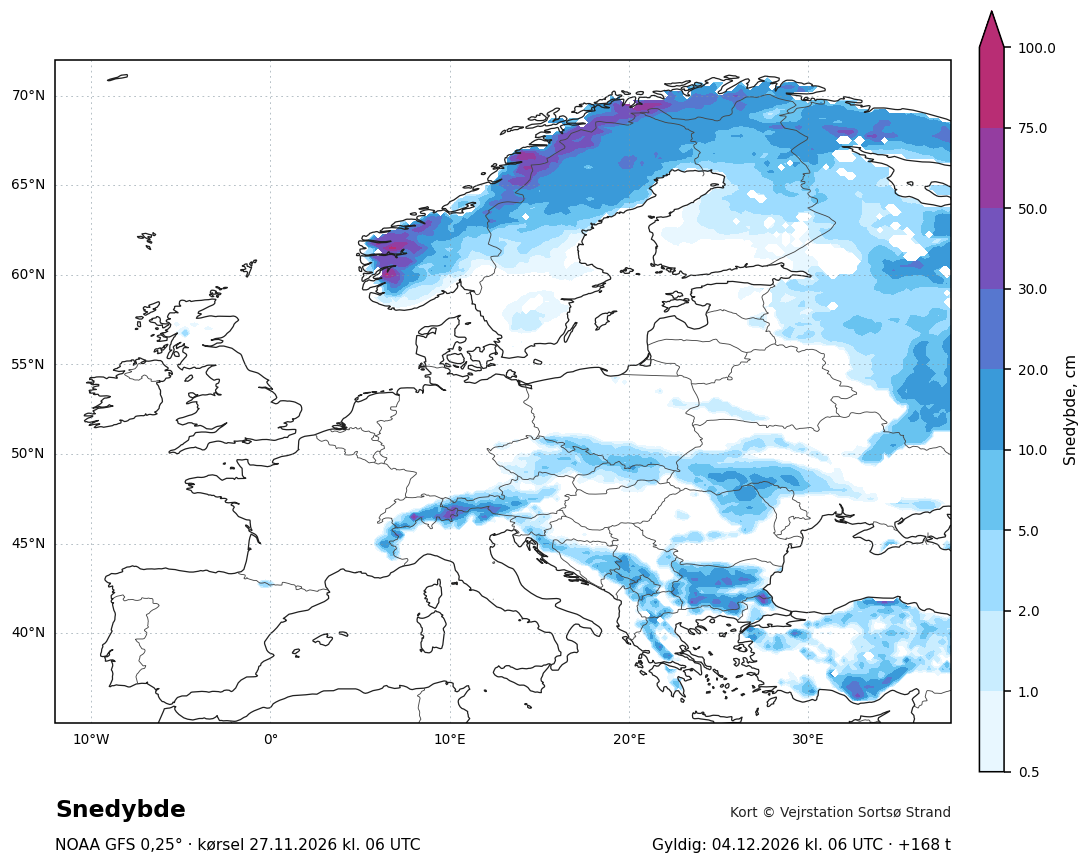 100.0
75.0
50.0
30.0
20.0
10.0
5.0
2.0
1.0
0.5
Snedybde, cm
70°N
65°N
60°N
55°N
50°N
45°N
40°N
10°W
0°
10°E
20°E
30°E
Snedybde
Kort © Vejrstation Sortsø Strand
NOAA GFS 0,25° · kørsel 27.11.2026 kl. 06 UTC
Gyldig: 04.12.2026 kl. 06 UTC · +168 t